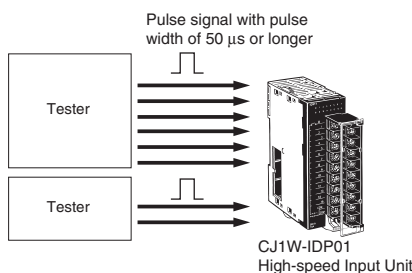 Pulse signal with pulse
width of 50 μs or longer
Tester
Tester
CJ1W-IDP01
High-speed Input Unit